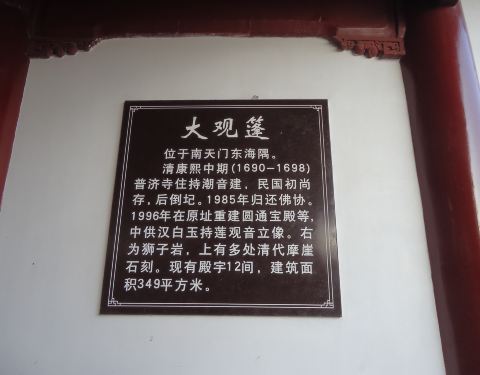 大观篷
位于南天门东海隅。
清康熙中期(1690-1698)
普济寺住持潮音建，民国初尚
存，后倒圮。1985年归还佛协。
1996年在原址重建圆通宝殿等，
中供汉白玉持莲观音立像。右
为狮子岩，上有多处清代摩崖
石刻。现有殿宇12间，建筑面
积349平方米。